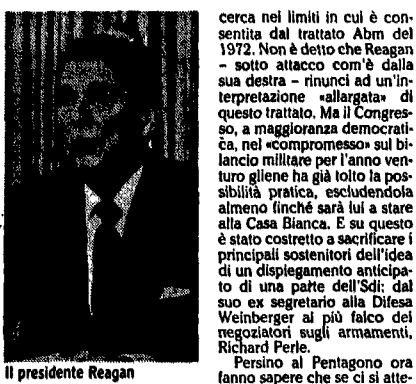 cerca nei limiti in cui è con-
sentita dal trattato Abm del
1972. Non è detto che Reagan
- sotto attacco com'è dalla
sua destra - rinunci ad un'in-
terpretazione «allargata» di
questo trattato. Ma il Congres-
so, a maggioranza democrati-
ca, nel «compromesso» sul bi-
lancio militare per l'anno ven-
turo gliene ha già tolto la pos-
sibilità pratica, escludendola
almeno finché sarà lui a stare
alla Casa Bianca. E su questo
è stato costretto a sacrificare i
principali sostenitori dell'idea
di un dispiegamento anticipa-
to di una parte dell'Sdi: dal
suo ex segretario alla Difesa
Weinberger al più falco dei
negoziatori sugli armamenti,
Richard Perle.
Persino al Pentagono ora
fanno sapere che se ci si atte-
Il presidente Reagan